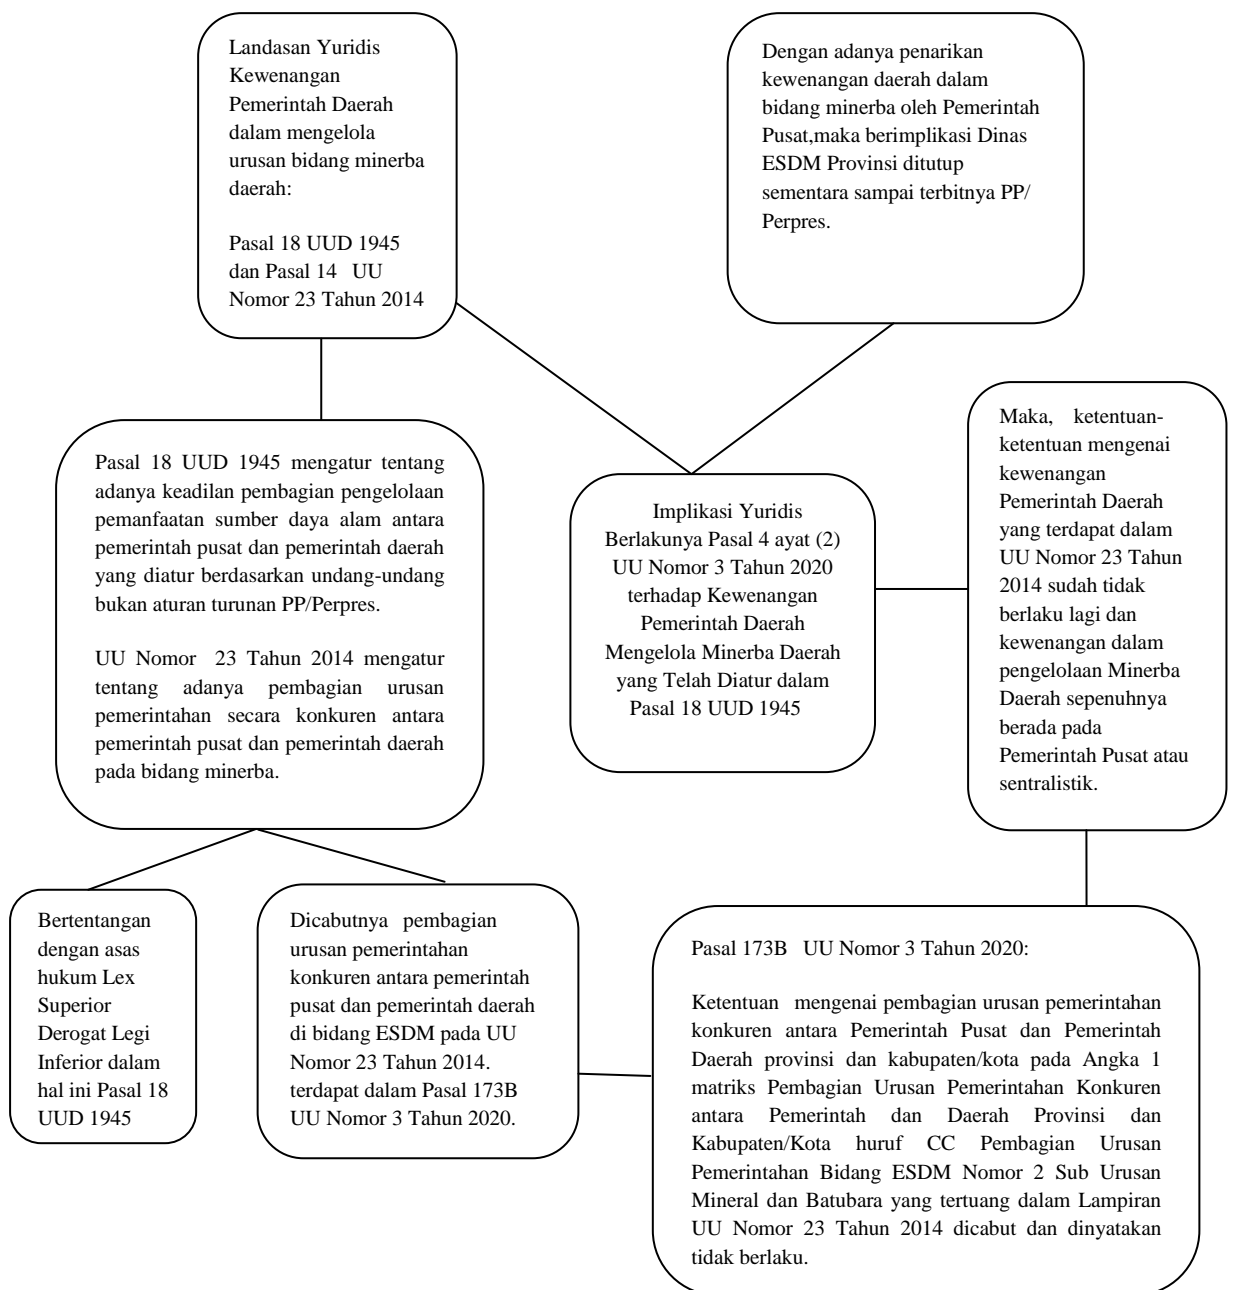 Landasan Yuridis
Kewenangan
Pemerintah Daerah
dalam mengelola
urusan bidang minerba
daerah:
Pasal 18 UUD 1945
dan Pasal 14 UU
Nomor 23 Tahun 2014
Dengan adanya penarikan
kewenangan daerah dalam
bidang minerba oleh Pemerintah
Pusat,maka berimplikasi Dinas
ESDM Provinsi ditutup
sementara sampai terbitnya PP/
Perpres.
Pasal 18 UUD 1945 mengatur tentang
adanya keadilan pembagian pengelolaan
pemanfaatan sumber daya alam antara
pemerintah pusat dan pemerintah daerah
yang diatur berdasarkan undang-undang
bukan aturan turunan PP/Perpres.
UU Nomor 23 Tahun 2014 mengatur
tentang adanya pembagian urusan
pemerintahan secara konkuren antara
pemerintah pusat dan pemerintah daerah
pada bidang minerba.
Implikasi Yuridis
Berlakunya Pasal 4 ayat (2)
UU Nomor 3 Tahun 2020
terhadap Kewenangan
Pemerintah Daerah
Mengelola Minerba Daerah
yang Telah Diatur dalam
Pasal 18 UUD 1945
Maka, ketentuan-
ketentuan mengenai
kewenangan
Pemerintah Daerah
yang terdapat dalam
UU Nomor 23 Tahun
2014 sudah tidak
berlaku lagi dan
kewenangan dalam
pengelolaan Minerba
Daerah sepenuhnya
berada pada
Pemerintah Pusat atau
sentralistik.
Bertentangan
dengan asas
hukum Lex
Superior
Derogat Legi
Inferior dalam
hal ini Pasal 18
UUD 1945
Dicabutnya pembagian
urusan pemerintahan
konkuren antara pemerintah
pusat dan pemerintah daerah
di bidang ESDM pada UU
Nomor 23 Tahun 2014.
terdapat dalam Pasal 173B
UU Nomor 3 Tahun 2020.
Pasal 173B UU Nomor 3 Tahun 2020:
Ketentuan mengenai pembagian urusan pemerintahan
konkuren antara Pemerintah Pusat dan Pemerintah
Daerah provinsi dan kabupaten/kota pada Angka 1
matriks Pembagian Urusan Pemerintahan Konkuren
antara Pemerintah dan Daerah Provinsi dan
Kabupaten/Kota huruf CC Pembagian Urusan
Pemerintahan Bidang ESDM Nomor 2 Sub Urusan
Mineral dan Batubara yang tertuang dalam Lampiran
UU Nomor 23 Tahun 2014 dicabut dan dinyatakan
tidak berlaku.